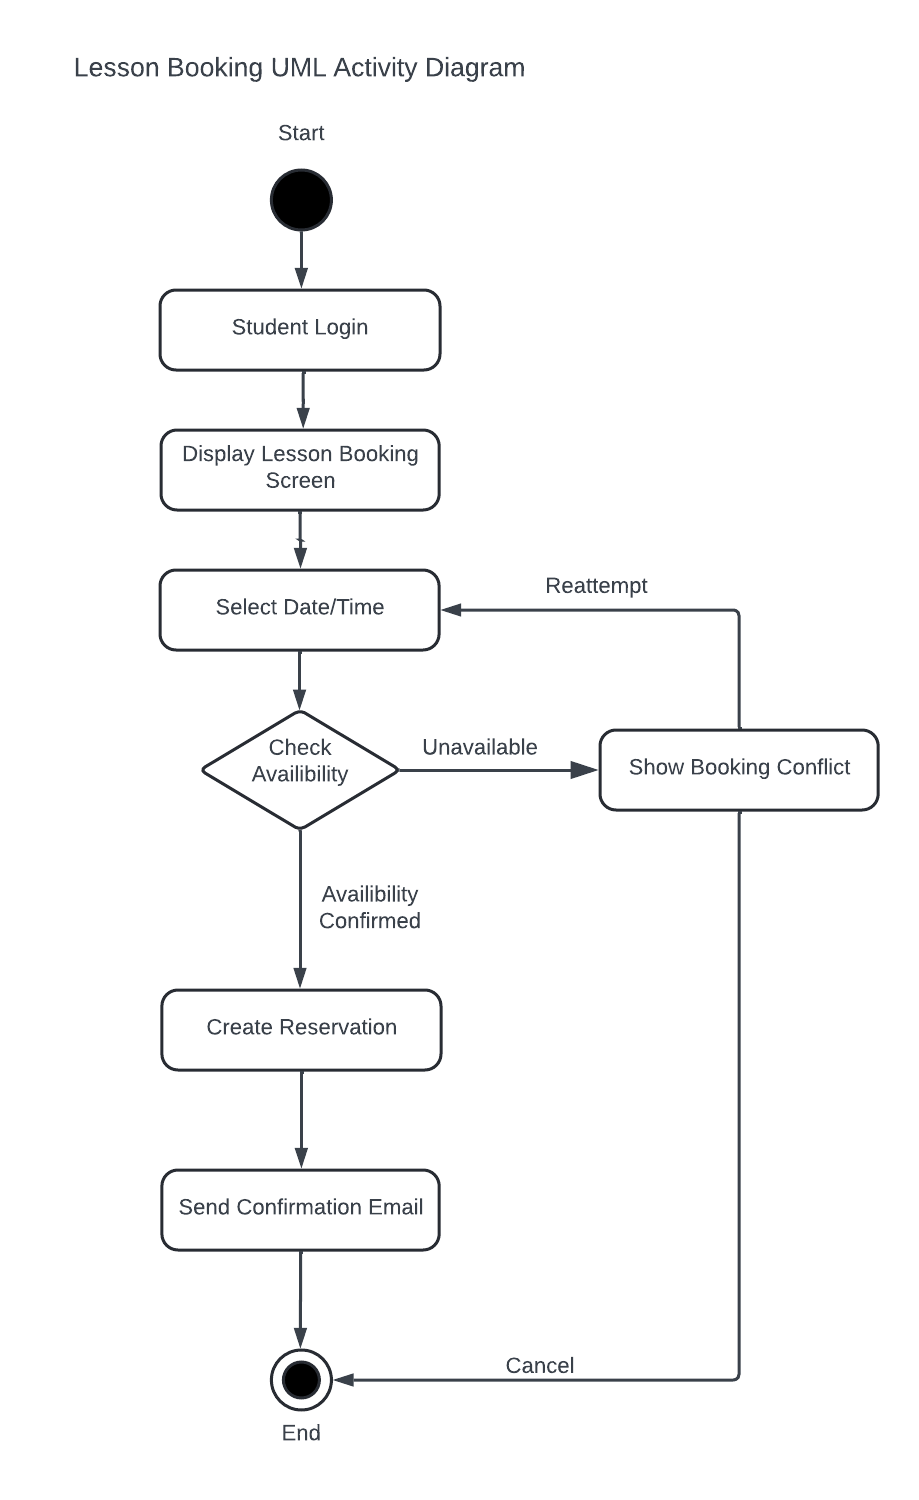 Lesson Booking UML Activity Diagram
Start
Student Login
Display Lesson Booking
Screen
Select Date/Time
Reattempt
Check
Availibility
Unavailable
Show Booking Conflict
Availibility
Confirmed
Create Reservation
Send Confirmation Email
Cancel
End